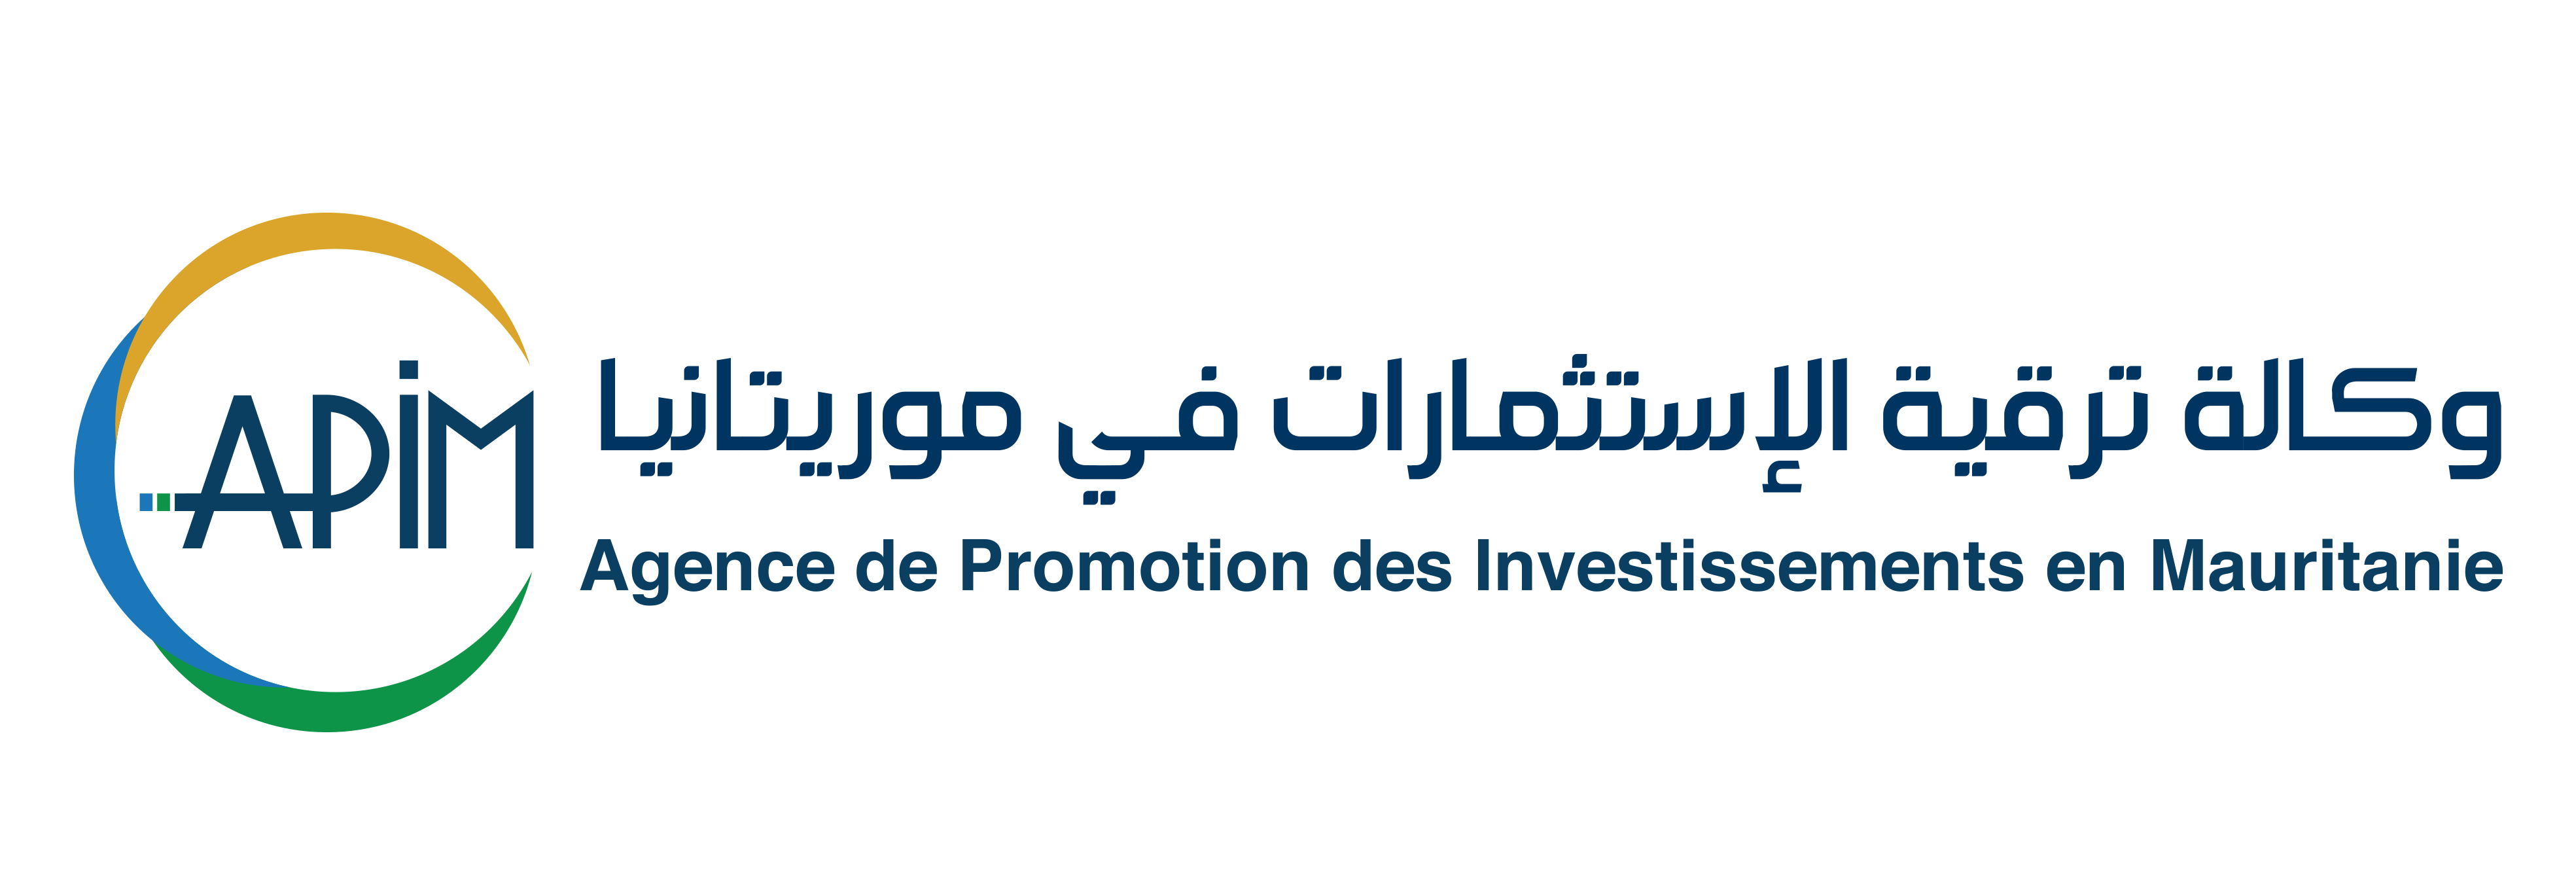 APiM
وكالة ترقية الإستثمارات في موريتانيا
Agence de Promotion des Investissements en Mauritanie